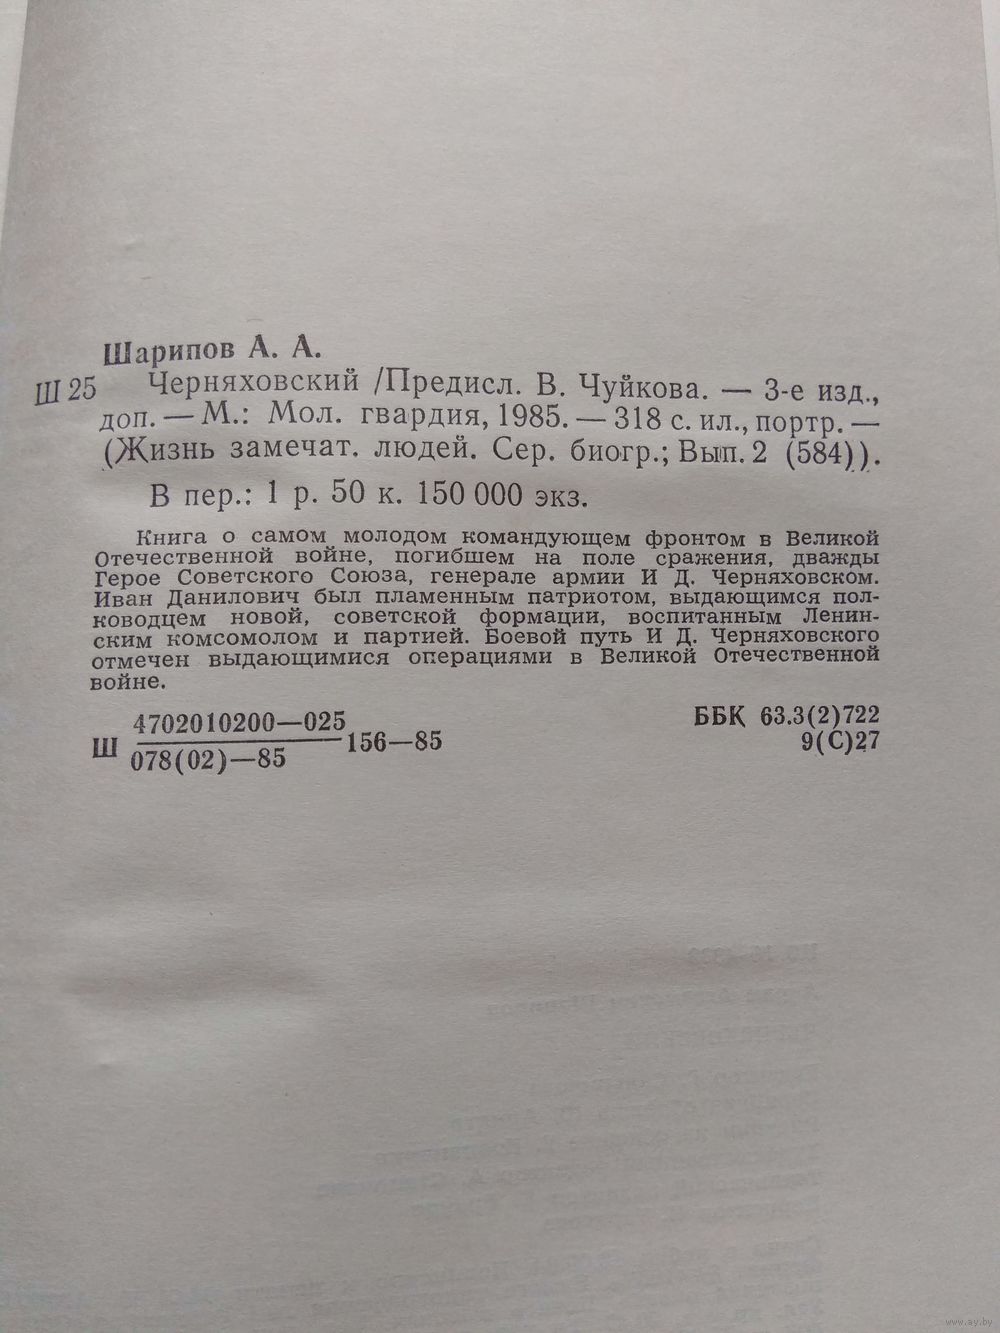 Шарипов А. А.
Ш 25 Черняховский /Предисл. В. Чуйкова. — 3-е изд.,
доп. — М.: Мол. гвардия, 1985. — 318 с. ил., портр. —
(Жизнь замечат. людей. Сер. биогр.; Вып. 2 (584)).
В пер.: 1 р. 50 к. 150 000 экз.
Книга о самом молодом командующем фронтом в Великой
Отечественной войне, погибшем на поле сражения, дважды
Герое Советского Союза, генерале армии И Д. Черняховском.
Иван Данилович был пламенным патриотом, выдающимся пол-
ководцем новой, советской формации, воспитанным Ленин-
ским комсомолом и партией. Боевой путь И Д. Черняховского
отмечен выдающимися операциями в Великой Отечественной
войне.
4702010200—025
Ш 156—85
078(02)—85
ББК 63.3(2)722
9(С)27
www.ay.by